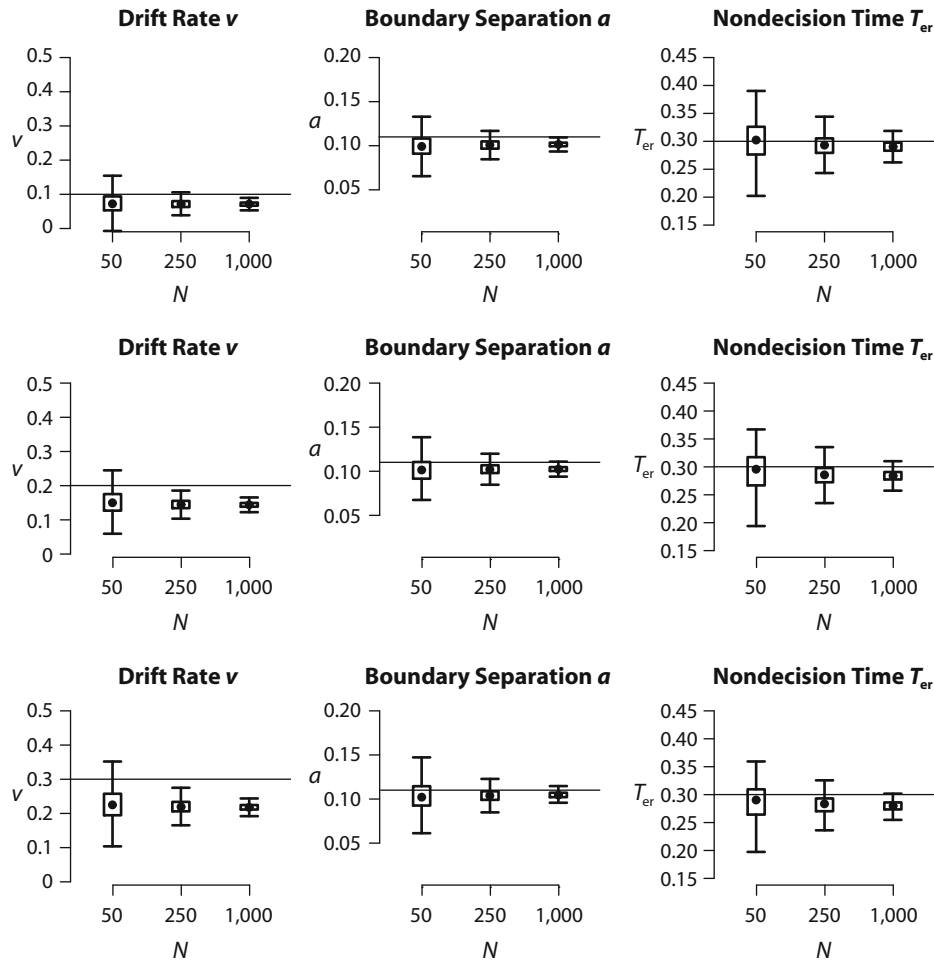 Drift Rate v
Boundary Separation a
Nondecision Time Ter
0.5
0.4
0.3
0.2
0.1
0
v
50
250
1,000
N
0.20
0.15
0.10
0.05
a
50
250
1,000
N
0.45
0.40
0.35
0.30
0.25
0.20
0.15
Ter
50
250
1,000
N
Drift Rate v
Boundary Separation a
Nondecision Time Ter
0.5
0.4
0.3
0.2
0.1
0
v
50
250
1,000
N
0.20
0.15
0.10
0.05
a
50
250
1,000
N
0.45
0.40
0.35
0.30
0.25
0.20
0.15
Ter
50
250
1,000
N
Drift Rate v
Boundary Separation a
Nondecision Time Ter
0.5
0.4
0.3
0.2
0.1
0
v
50
250
1,000
N
0.20
0.15
0.10
0.05
a
50
250
1,000
N
0.45
0.40
0.35
0.30
0.25
0.20
0.15
Ter
50
250
1,000
N